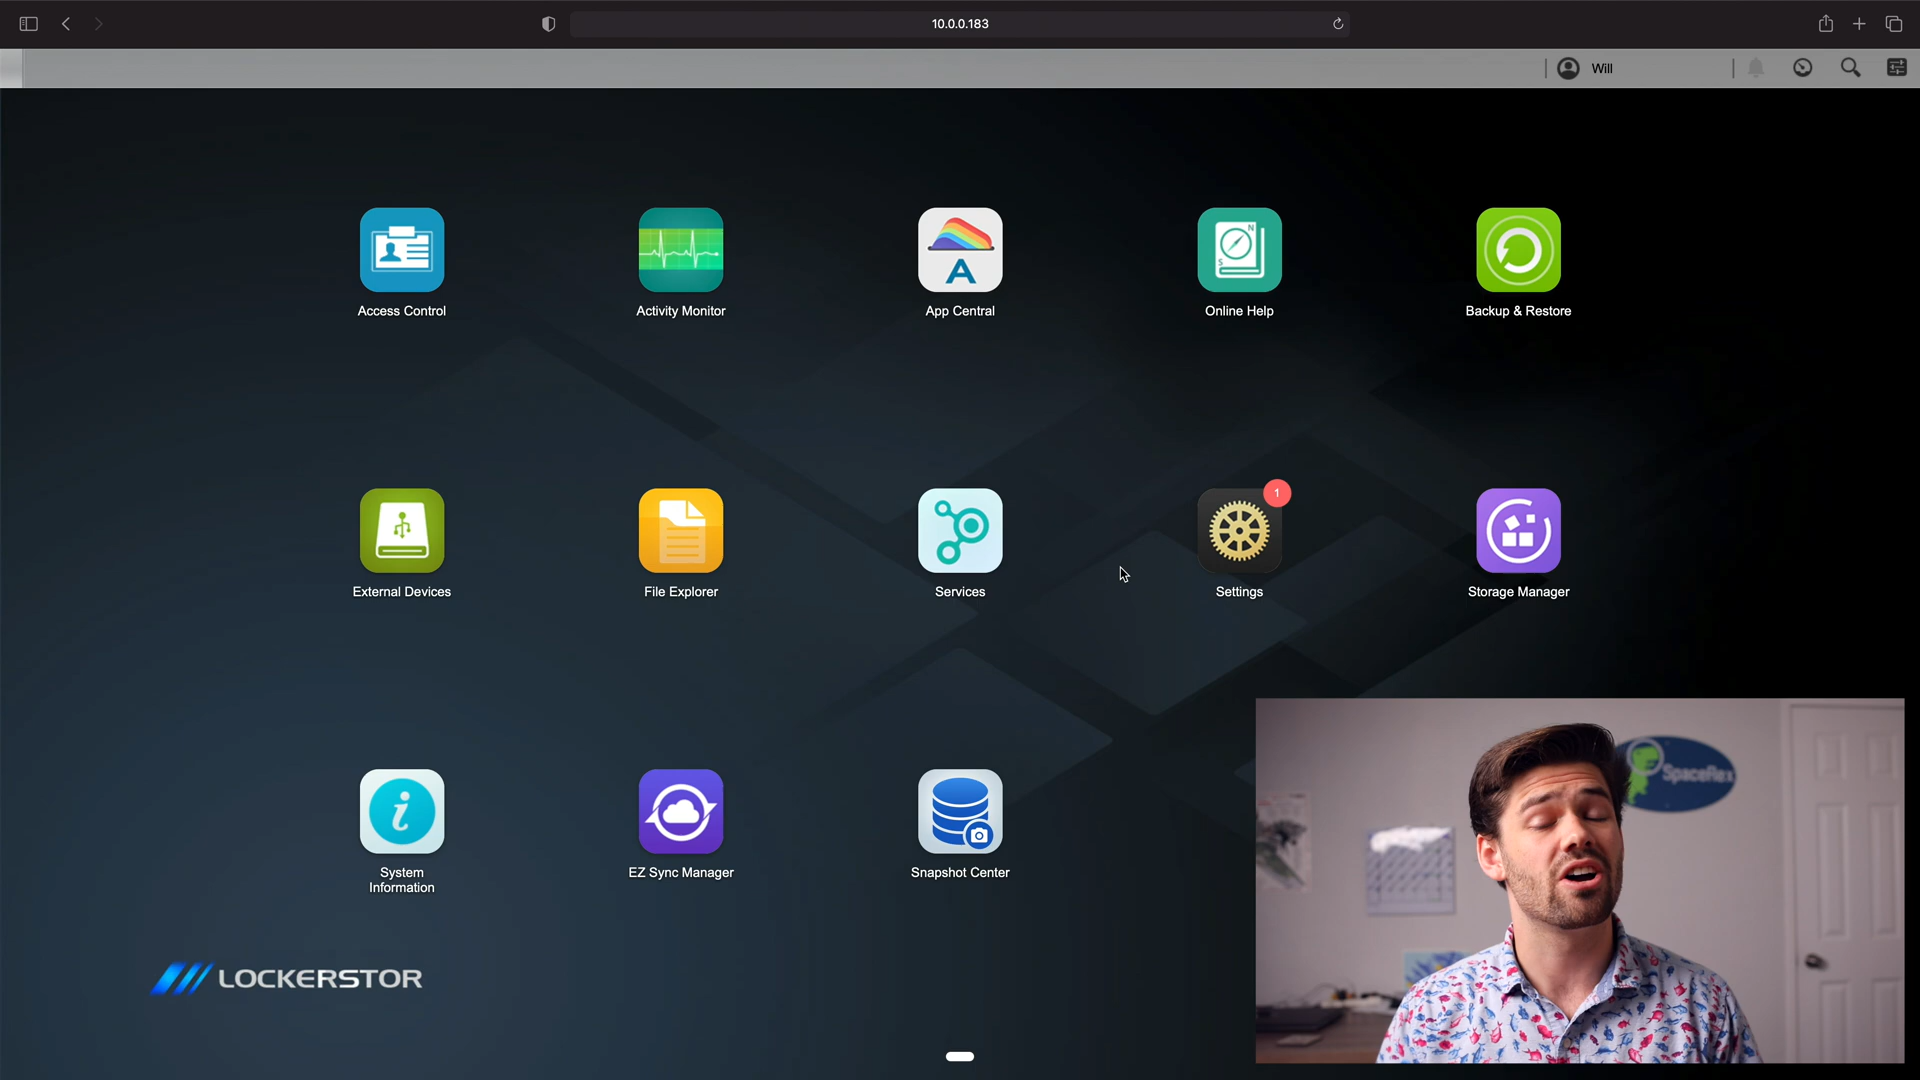 10.0.0.183
Will
Access Control
Activity Monitor
A
App Central
N
S
Online Help
Backup & Restore
External Devices
File Explorer
Services
1
Settings
Storage Manager
i
System
Information
EZ Sync Manager
Snapshot Center
SpaceRex
LOCKERSTOR